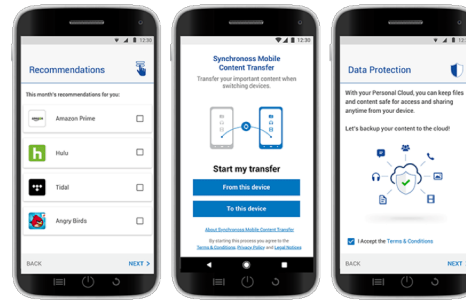 12:30
Recommendations
This month's recommendations for you:
amazon
Amazon Prime
h
Hulu
Tidal
Angry Birds
BACK
NEXT >
12:30
Synchronoss Mobile
Content Transfer
Transfer your important content when
switching devices.
Start my transfer
From this device
To this device
About Synchronoss Mobile Content Transfer
By starting this process you agree to the
Terms & Conditions, Privacy Policy and Legal Notices
12:30
Data Protection
With your Personal Cloud, you can keep files
and content safe for access and sharing
anytime from your device.
Let's backup your content to the cloud!
I Accept the Terms & Conditions
BACK
NEXT